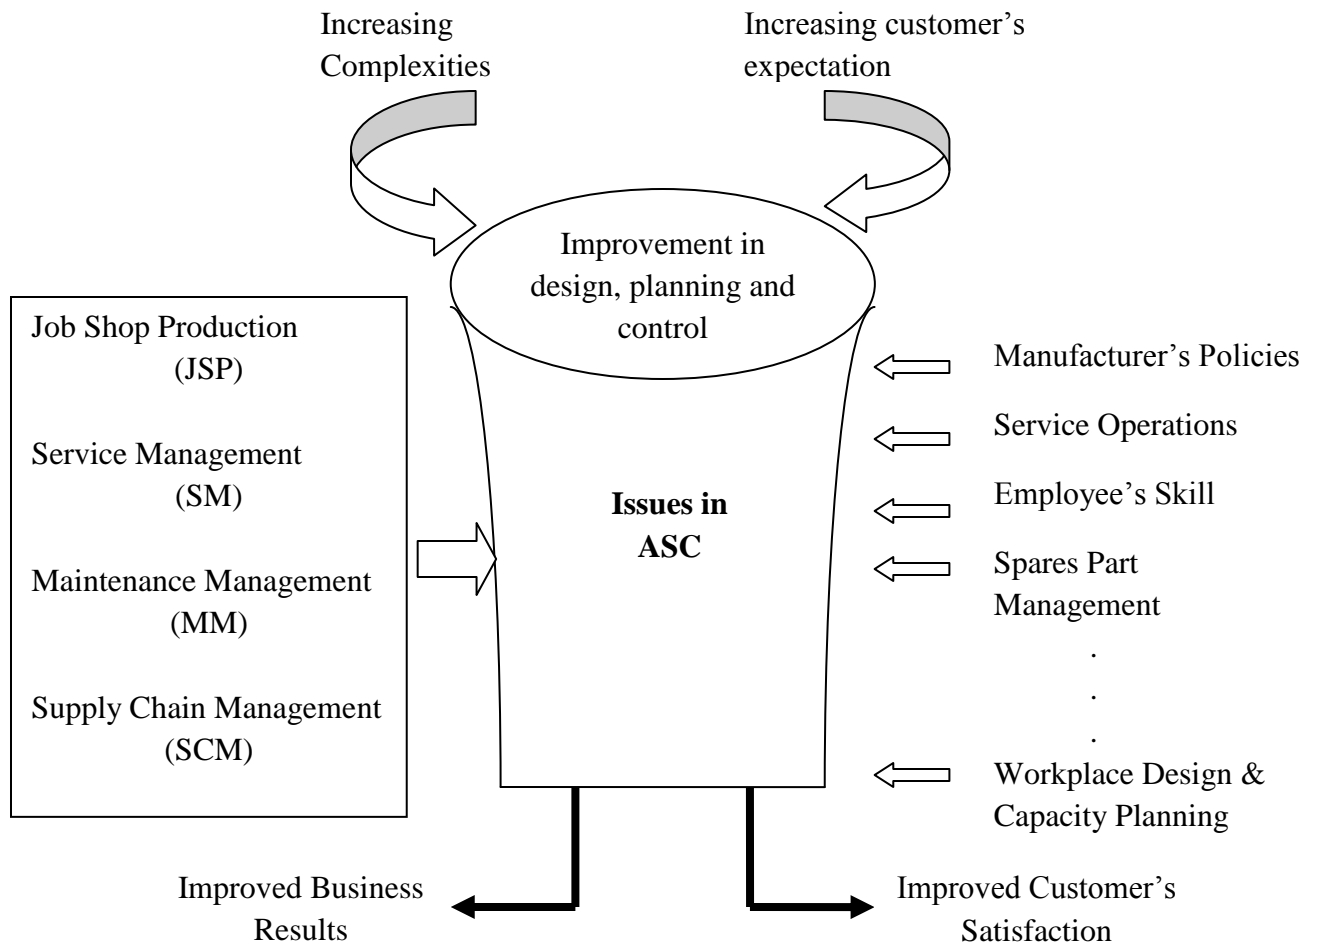 Increasing
Complexities
Increasing customer’s
expectation
Improvement in
design, planning and
control
Job Shop Production
(JSP)
Service Management
(SM)
Maintenance Management
(MM)
Supply Chain Management
(SCM)
Issues in
ASC
Manufacturer’s Policies
Service Operations
Employee’s Skill
Spares Part
Management
.
.
.
Workplace Design &
Capacity Planning
Improved Business
Results
Improved Customer’s
Satisfaction